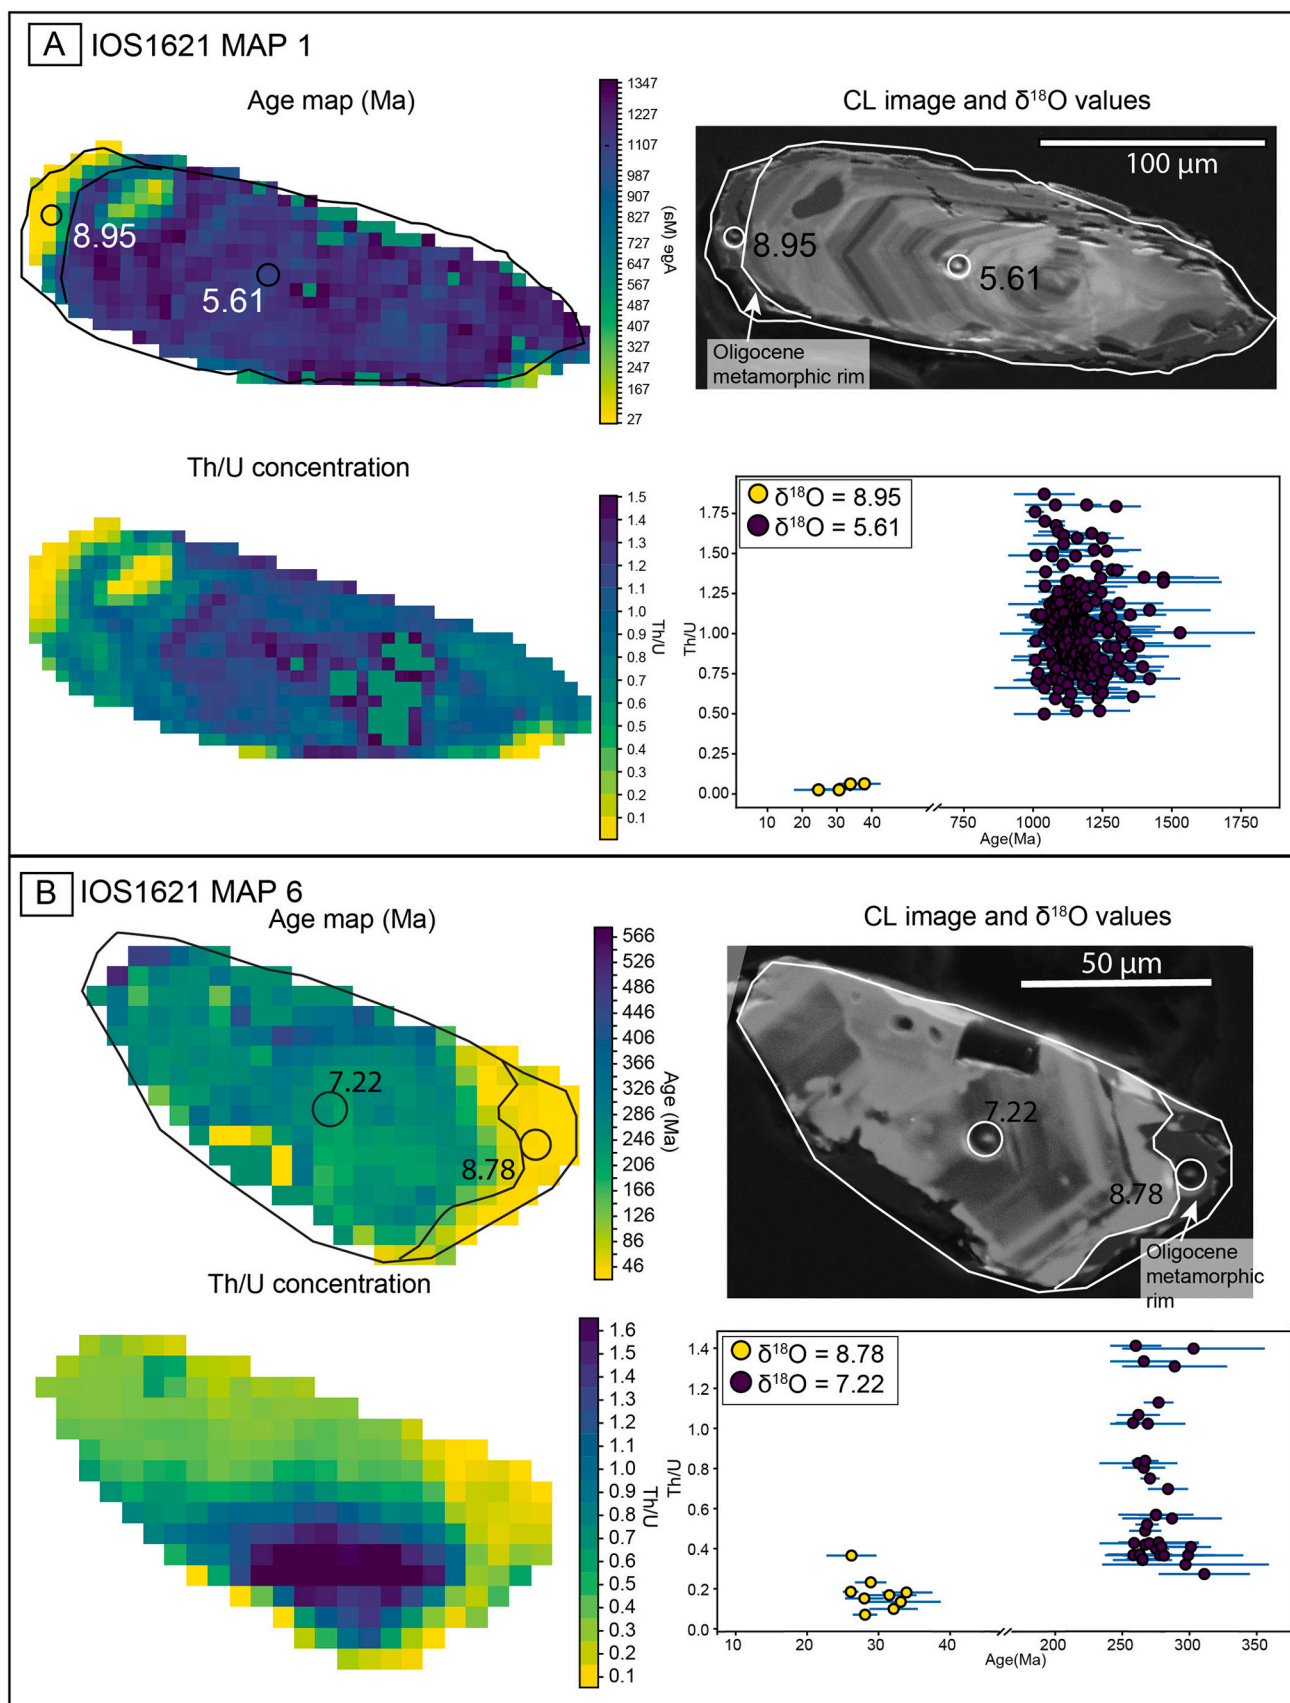 A IOS1621 MAP 1
Age map (Ma)
8.95
5.61
1347
1227
1107
987
907
827
727
647
567
487
407
327
247
167
27
Age (Ma)
CL image and δ¹⁸O values
100 µm
8.95
5.61
Oligocene
metamorphic rim
Th/U concentration
1.5
1.4
1.3
1.2
1.1
1.0
0.9
0.8
0.7
0.6
0.5
0.4
0.3
0.2
0.1
Th/U
δ¹⁸O = 8.95
δ¹⁸O = 5.61
1.75
1.50
1.25
1.00
0.75
0.50
0.25
0.00
Th/U
10 20 30 40 750 1000 1250 1500 1750
Age(Ma)
B IOS1621 MAP 6
Age map (Ma)
7.22
8.78
566
526
486
446
406
366
326
286
246
206
166
126
86
46
Age (Ma)
CL image and δ¹⁸O values
50 µm
7.22
8.78
Oligocene
metamorphic
rim
Th/U concentration
1.6
1.5
1.4
1.3
1.2
1.1
1.0
0.9
0.8
0.7
0.6
0.5
0.4
0.3
0.2
0.1
Th/U
δ¹⁸O = 8.78
δ¹⁸O = 7.22
1.4
1.2
1.0
0.8
0.6
0.4
0.2
0.0
Th/U
10 20 30 40 200 250 300 350
Age(Ma)